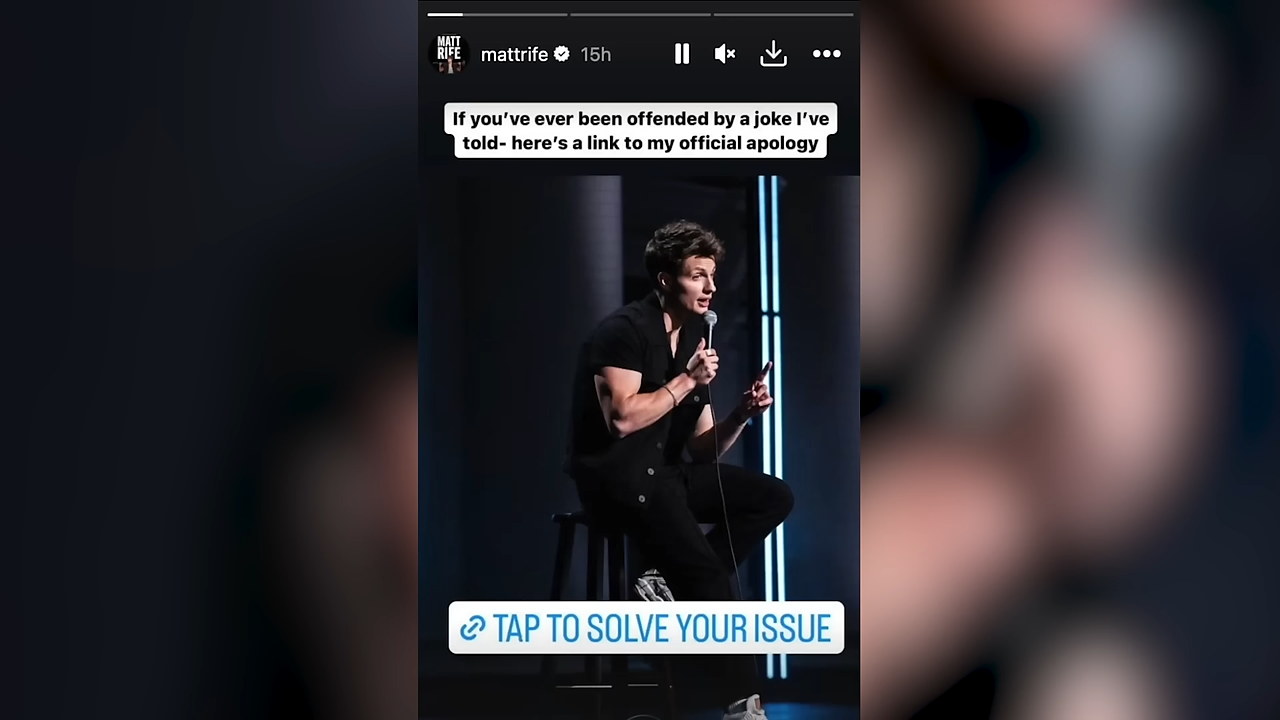 MATT
RIFE
mattrife 15h
If you’ve ever been offended by a joke I’ve
told- here’s a link to my official apology
TAP TO SOLVE YOUR ISSUE